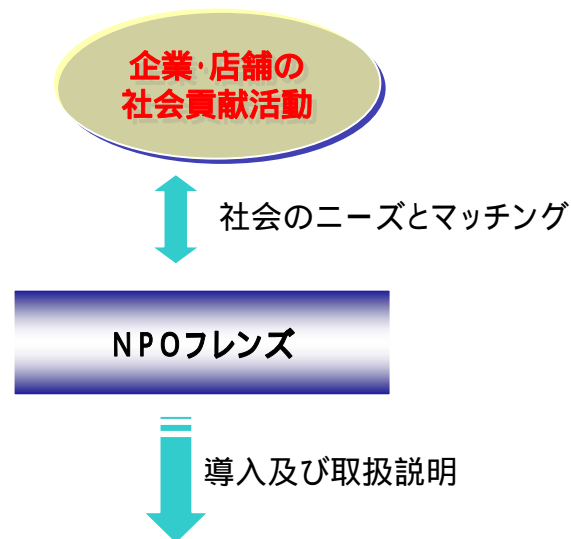 企業･店舗の
社会貢献活動
社会のニーズとマッチング
NPOフレンズ
導入及び取扱説明